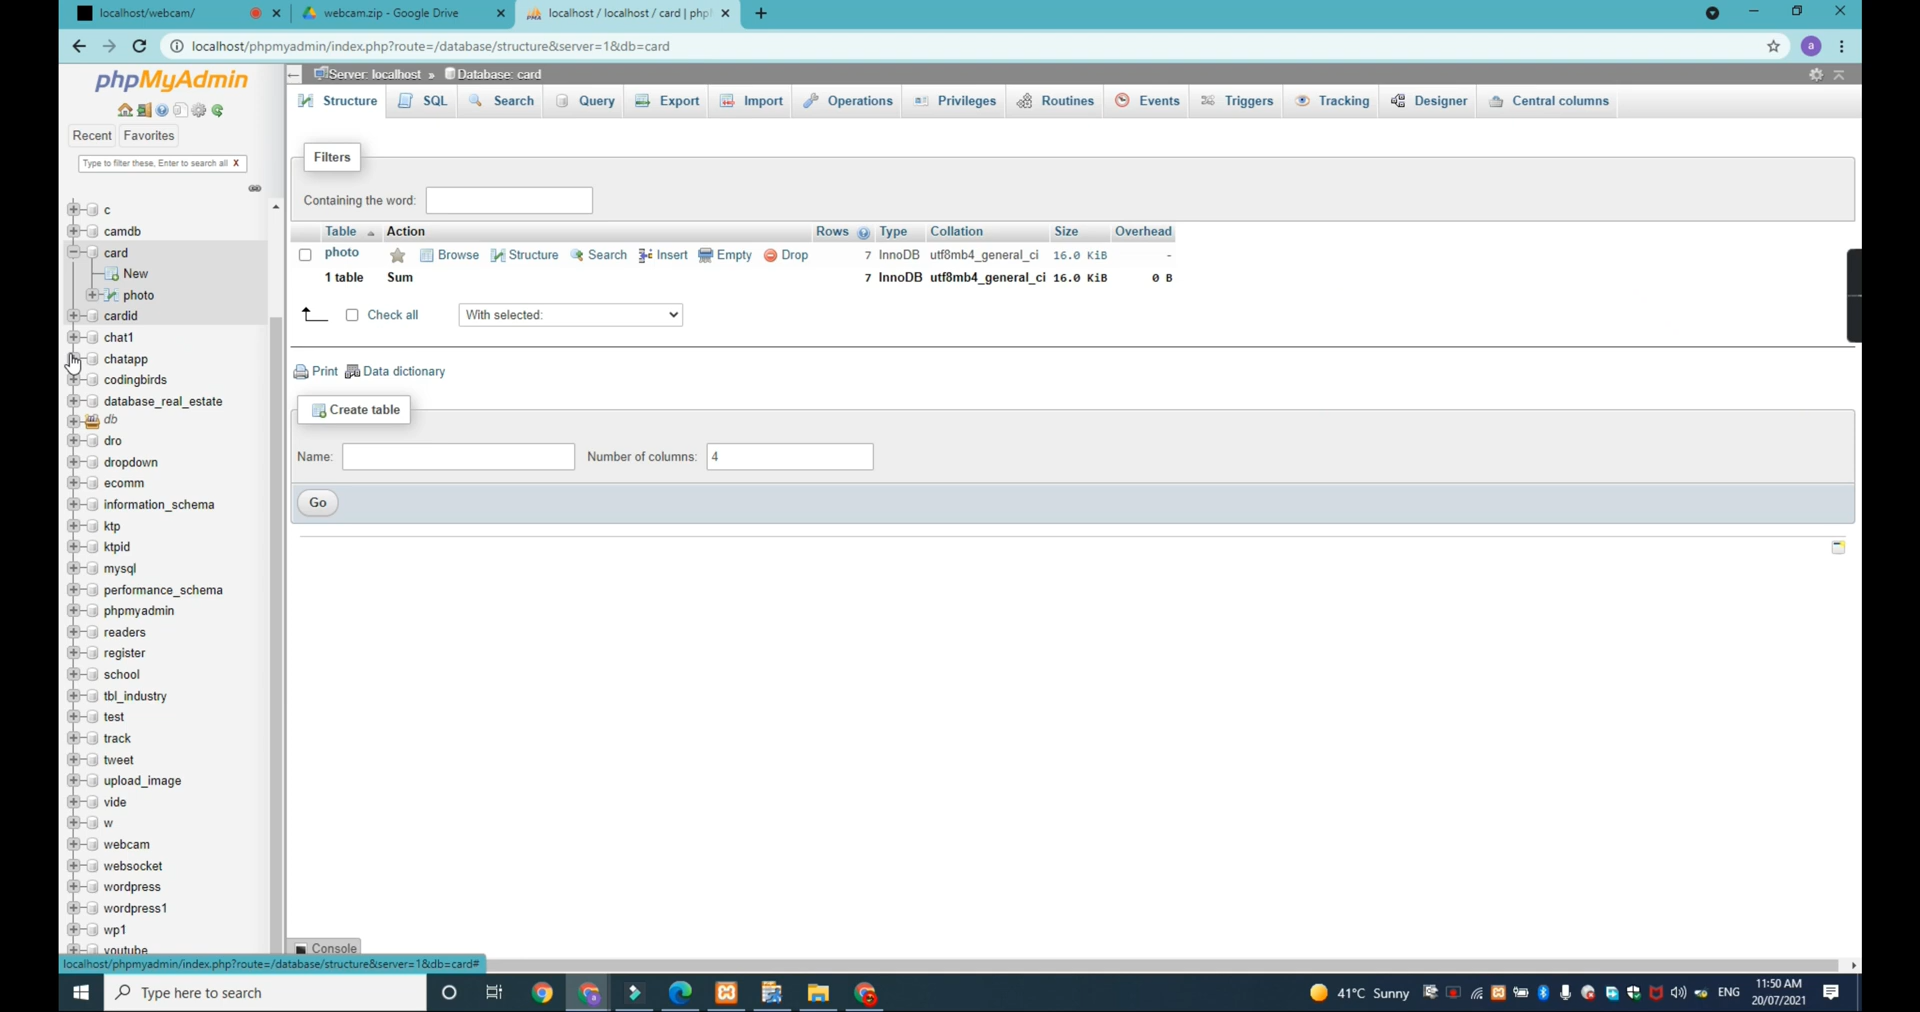 localhost/webcam/
webcam.zip - Google Drive
localhost / localhost / card | php
localhost/phpmyadmin/index.php?route=/database/structure&server=1&db=card
a
phpMyAdmin
Recent Favorites
Type to filter these, Enter to search all X
c
camdb
card
New
photo
cardid
chat1
chatapp
codingbirds
database_real_estate
db
dro
dropdown
ecomm
information_schema
ktp
ktpid
mysql
performance_schema
phpmyadmin
readers
register
school
tbl_industry
test
track
tweet
upload_image
vide
w
webcam
websocket
wordpress
wordpress1
wp1
youtube
localhost/phpmyadmin/index.php?route=/database/structure&server=1&db=card#
Server: localhost » Database: card
Structure SQL Search Query Export Import Operations Privileges Routines Events Triggers Tracking Designer Central columns
Filters
Containing the word:
Table Action Rows Type Collation Size Overhead
photo Browse Structure Search Insert Empty Drop 7 InnoDB utf8mb4_general_ci 16.0 KiB -
1 table Sum 7 InnoDB utf8mb4_general_ci 16.0 KiB 0 B
Check all With selected:
Print Data dictionary
Create table
Name: Number of columns: 4
Go
Console
Type here to search
41°C Sunny
ENG
11:50 AM
20/07/2021